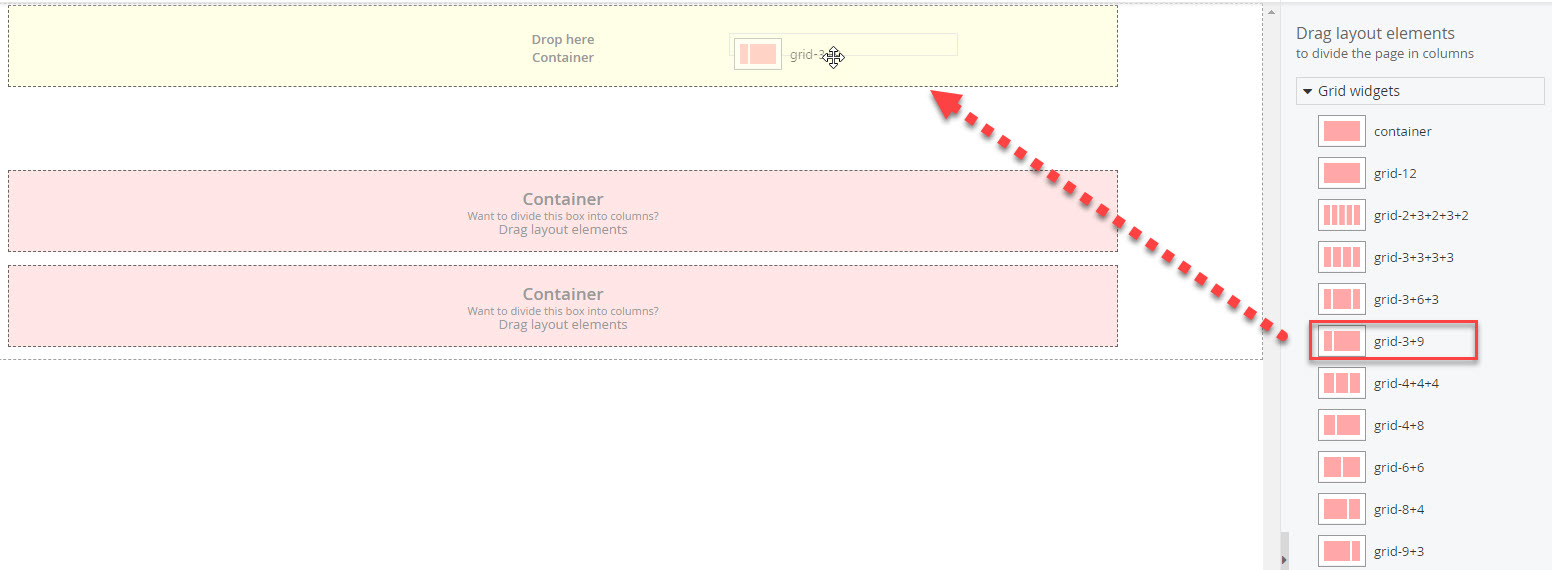 Drop here
Container
grid-3
Container
Want to divide this box into columns?
Drag layout elements
Container
Want to divide this box into columns?
Drag layout elements
Drag layout elements
to divide the page in columns
Grid widgets
container
grid-12
grid-2+3+2+3+2
grid-3+3+3+3
grid-3+6+3
grid-3+9
grid-4+4+4
grid-4+8
grid-6+6
grid-8+4
grid-9+3